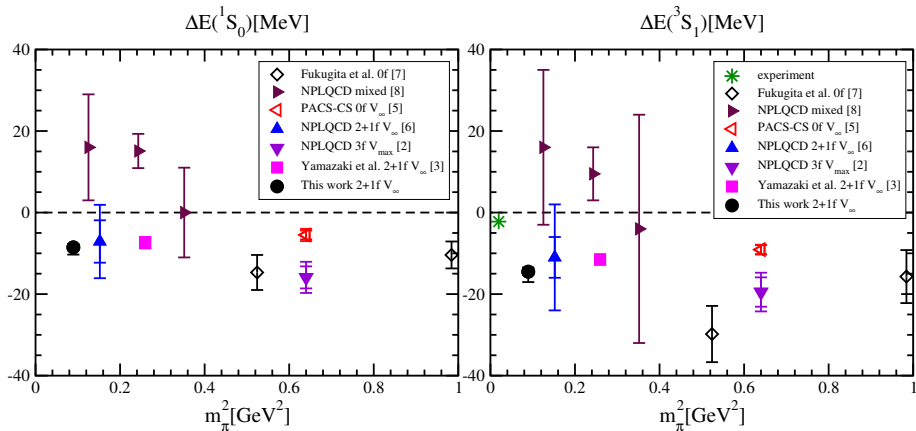 ΔE(¹S₀)[MeV]
40
20
0
-20
-40
Fukugita et al. 0f [7]
NPLQCD mixed [8]
PACS-CS 0f V∞ [5]
NPLQCD 2+1f V∞ [6]
NPLQCD 3f Vmax [2]
Yamazaki et al. 2+1f V∞ [3]
This work 2+1f V∞
0 0.2 0.4 0.6 0.8 1
mπ²[GeV²]
ΔE(³S₁)[MeV]
40
20
0
-20
-40
experiment
Fukugita et al. 0f [7]
NPLQCD mixed [8]
PACS-CS 0f V∞ [5]
NPLQCD 2+1f V∞ [6]
NPLQCD 3f Vmax [2]
Yamazaki et al. 2+1f V∞ [3]
This work 2+1f V∞
0 0.2 0.4 0.6 0.8 1
mπ²[GeV²]